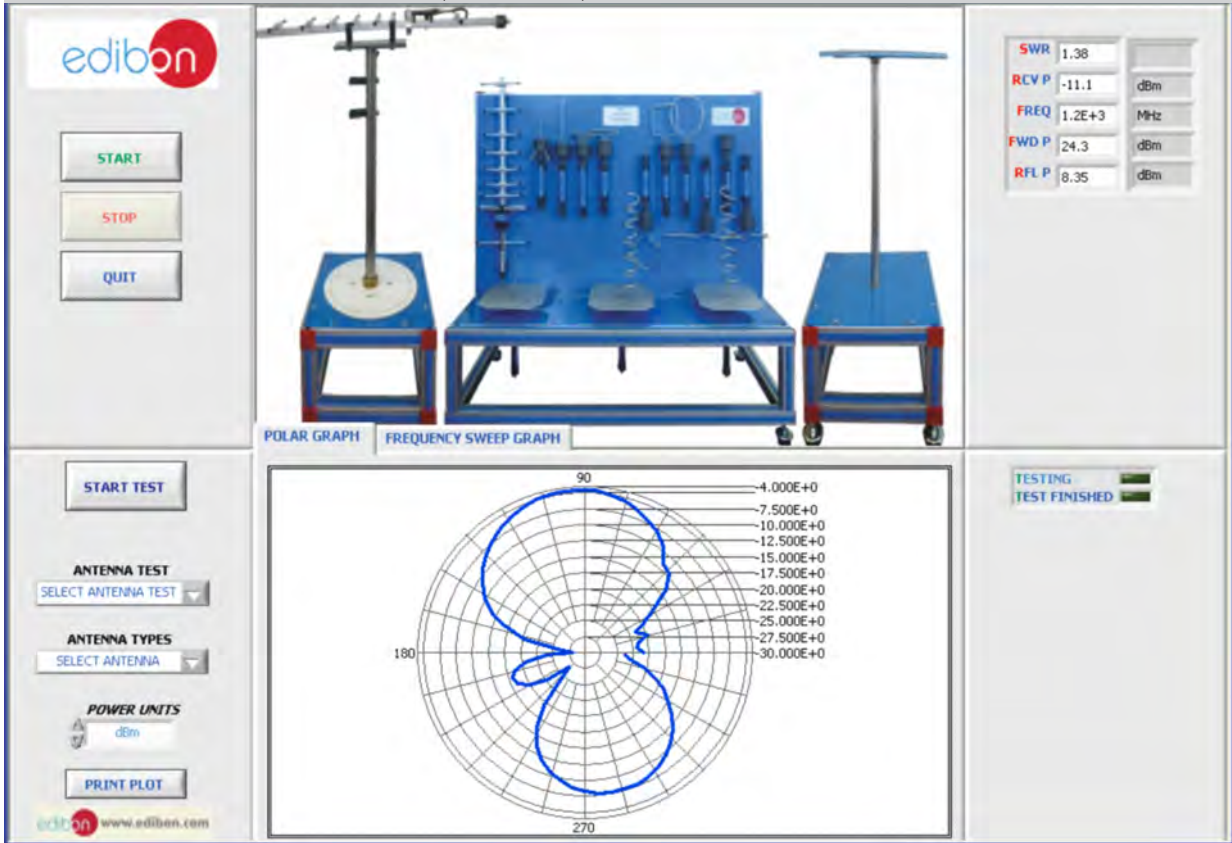 edibon
START
STOP
QUIT
SWR 1.38
RCV P -11.1 dBm
FREQ 1.2E+3 MHz
FWD P 24.3 dBm
RFL P 8.35 dBm
POLAR GRAPH FREQUENCY SWEEP GRAPH
START TEST
ANTENNA TEST
SELECT ANTENNA TEST
ANTENNA TYPES
SELECT ANTENNA
POWER UNITS
dBm
PRINT PLOT
edibon www.edibon.com
90
-4.000E+0
-7.500E+0
-10.000E+0
-12.500E+0
-15.000E+0
-17.500E+0
-20.000E+0
-22.500E+0
-25.000E+0
-27.500E+0
-30.000E+0
180
270
TESTING
TEST FINISHED